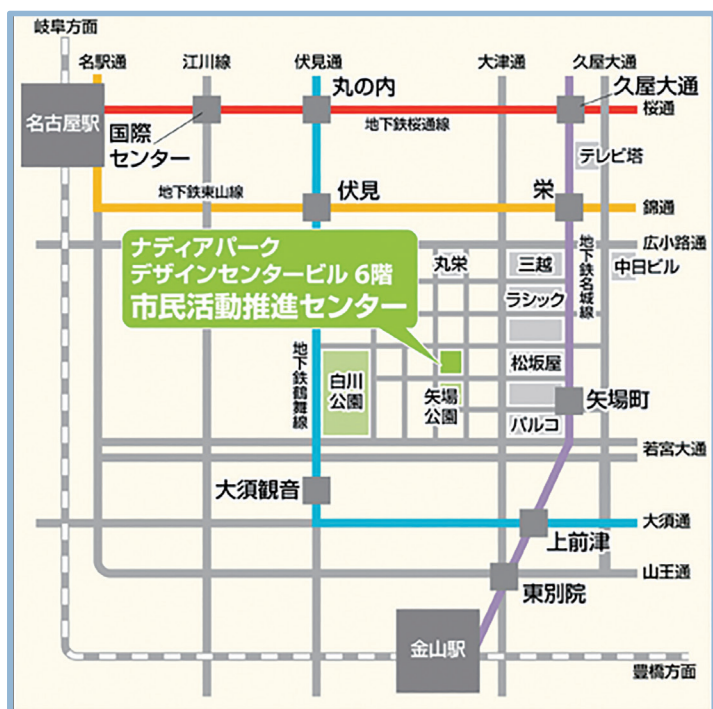 岐阜方面
名駅通
江川線
伏見通
大津通
久屋大通
名古屋駅
国際
センター
丸の内
久屋大通
桜通
地下鉄桜通線
テレビ塔
地下鉄東山線
伏見
栄
錦通
ナディアパーク
デザインセンタービル 6階
市民活動推進センター
丸栄
三越
地下鉄名城線
広小路通
中日ビル
ラシック
地下鉄鶴舞線
白川
公園
矢場
公園
松坂屋
パルコ
矢場町
若宮大通
大須観音
大須通
上前津
山王通
東別院
金山駅
豊橋方面